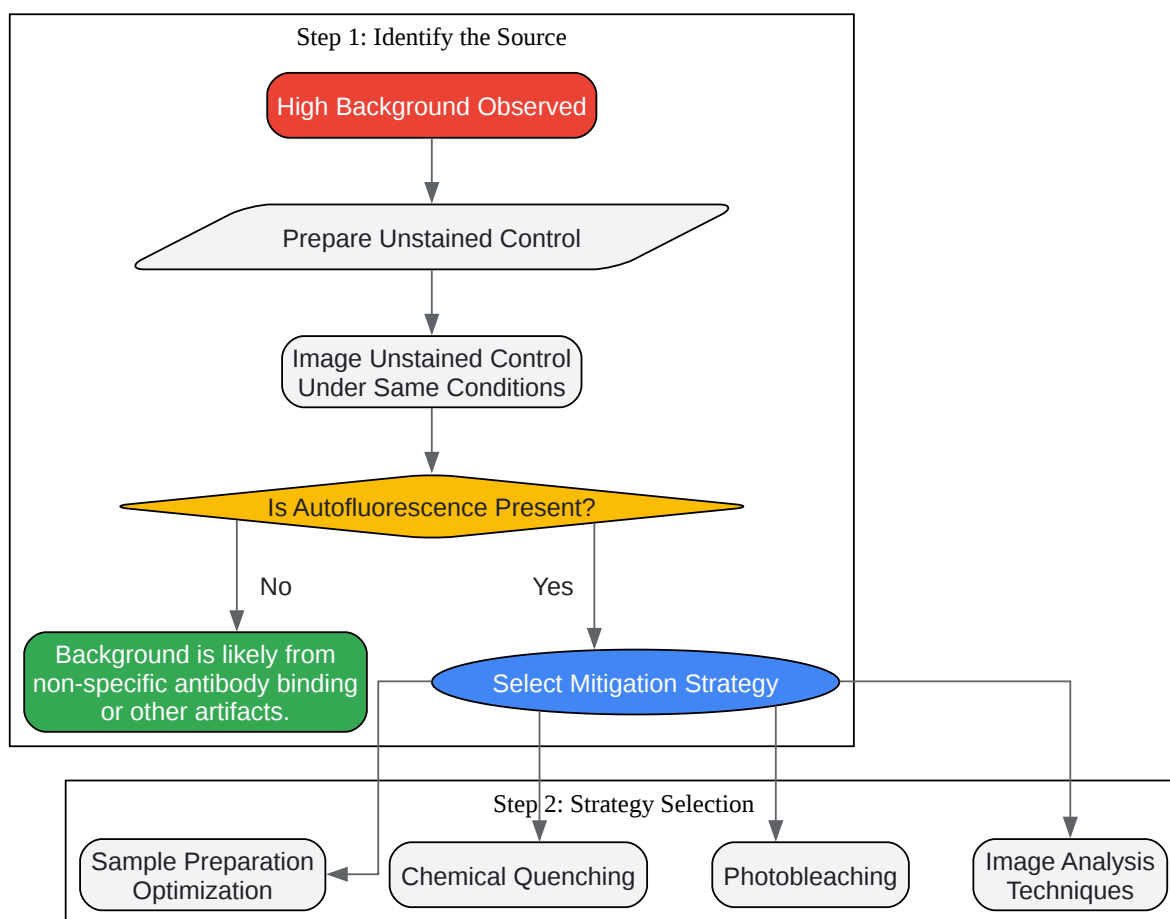 Step 1: Identify the Source
High Background Observed
Prepare Unstained Control
Image Unstained Control
Under Same Conditions
Is Autofluorescence Present?
No
Yes
Background is likely from
non-specific antibody binding
or other artifacts.
Select Mitigation Strategy
Step 2: Strategy Selection
Sample Preparation
Optimization
Chemical Quenching
Photobleaching
Image Analysis
Techniques